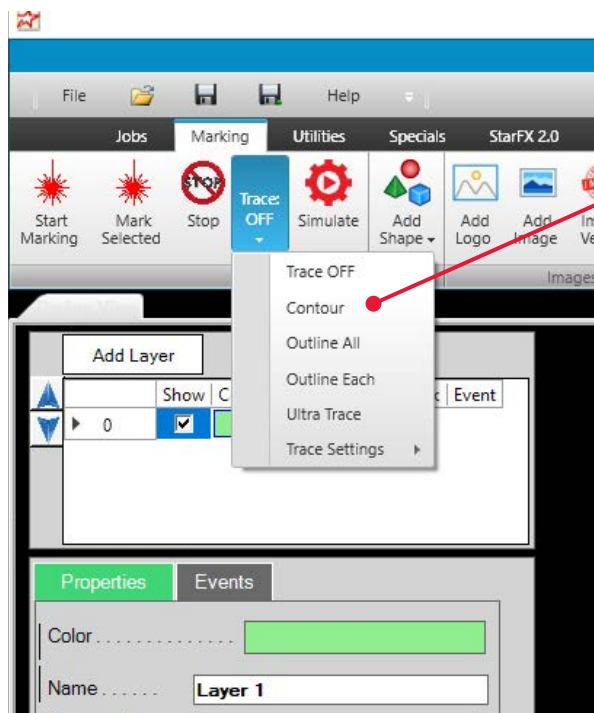 File Help
Jobs Marking Utilities Specials StarFX 2.0
STOP
Start Marking
Mark Selected
Stop
Trace: OFF
Simulate
Add Shape
Add Logo
Add Image
Images
Trace OFF
Contour
Outline All
Outline Each
Ultra Trace
Trace Settings
Add Layer
Show C Event
0
Properties Events
Color . . . . . . . . . . . . . .
Name . . . . . . Layer 1